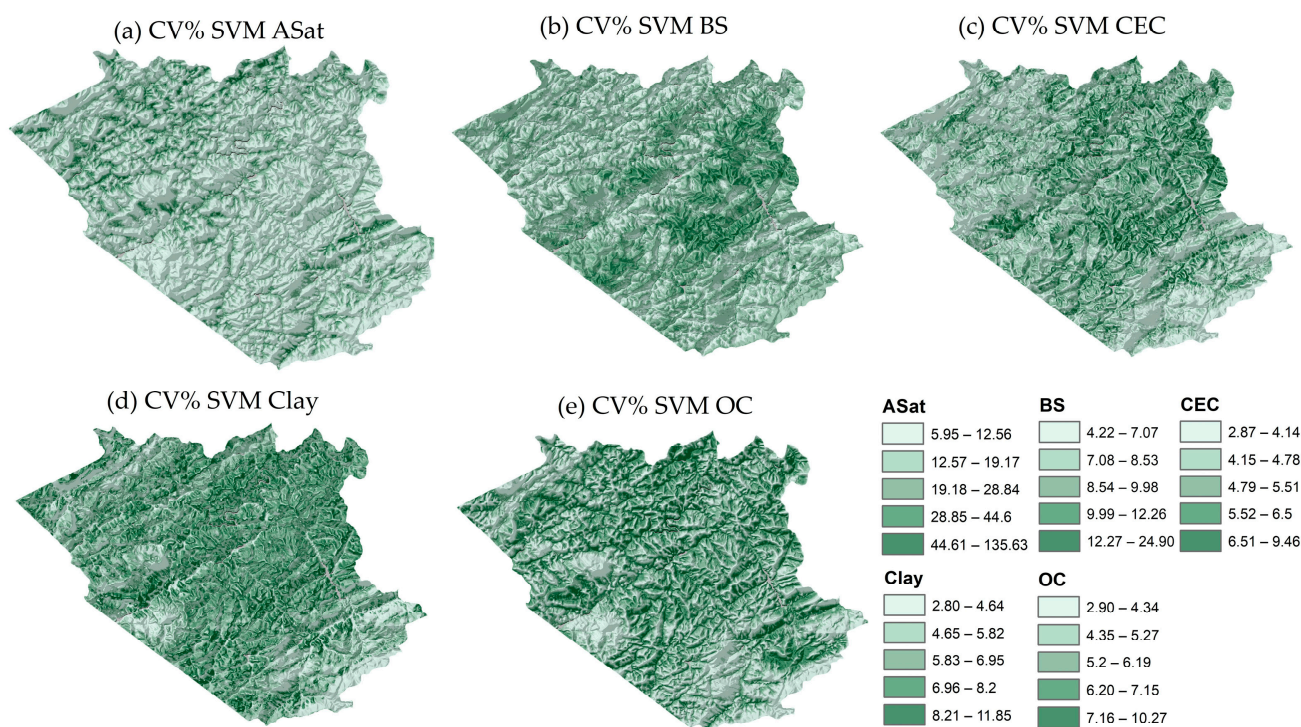 (a) CV% SVM ASat
(b) CV% SVM BS
(c) CV% SVM CEC
(d) CV% SVM Clay
(e) CV% SVM OC
ASat
5.95 – 12.56
12.57 – 19.17
19.18 – 28.84
28.85 – 44.6
44.61 – 135.63
BS
4.22 – 7.07
7.08 – 8.53
8.54 – 9.98
9.99 – 12.26
12.27 – 24.90
CEC
2.87 – 4.14
4.15 – 4.78
4.79 – 5.51
5.52 – 6.5
6.51 – 9.46
Clay
2.80 – 4.64
4.65 – 5.82
5.83 – 6.95
6.96 – 8.2
8.21 – 11.85
OC
2.90 – 4.34
4.35 – 5.27
5.2 – 6.19
6.20 – 7.15
7.16 – 10.27